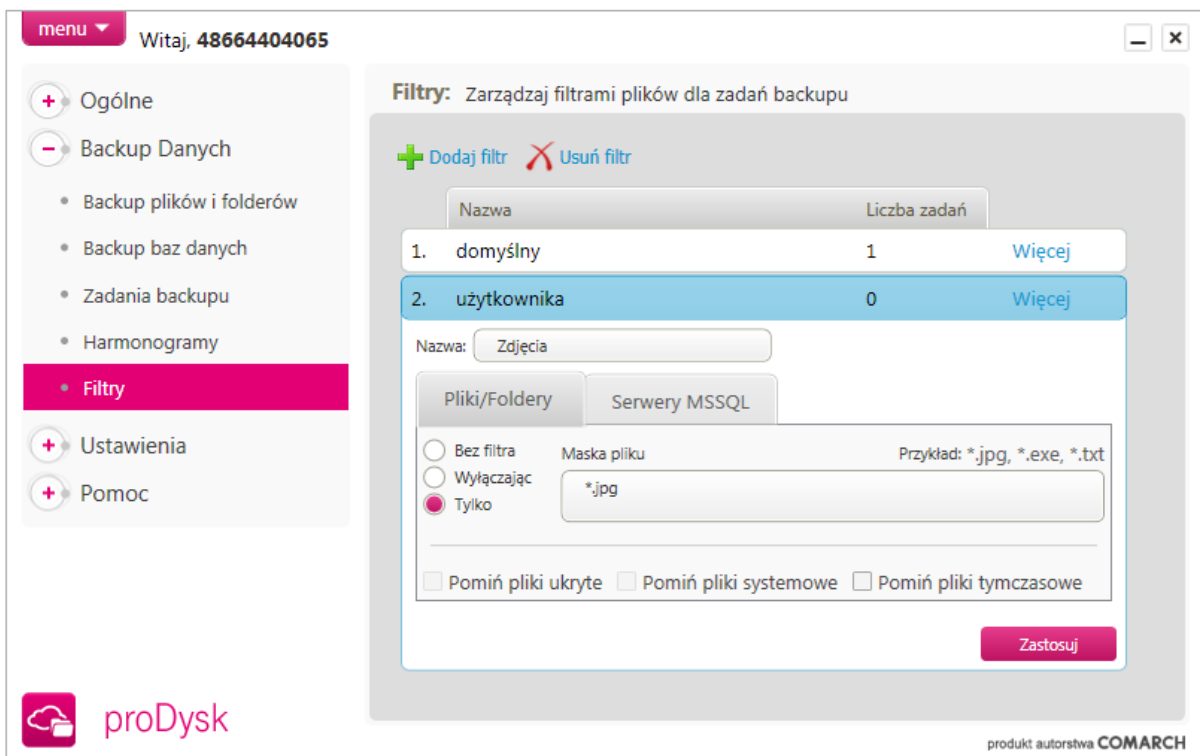 menu
Witaj, 48664404065
Ogólne
Backup Danych
Backup plików i folderów
Backup baz danych
Zadania backupu
Harmonogramy
Filtry
Ustawienia
Pomoc
proDysk
Filtry: Zarządzaj filtrami plików dla zadań backupu
Dodaj filtr Usuń filtr
Nazwa Liczba zadań
1. domyślny 1 Więcej
2. użytkownika 0 Więcej
Nazwa: Zdjęcia
Pliki/Foldery Serwery MSSQL
Bez filtra
Wyłączając
Tylko
Maska pliku Przykład: *.jpg, *.exe, *.txt
*.jpg
Pomiń pliki ukryte Pomiń pliki systemowe Pomiń pliki tymczasowe
Zastosuj
produkt autorstwa COMARCH